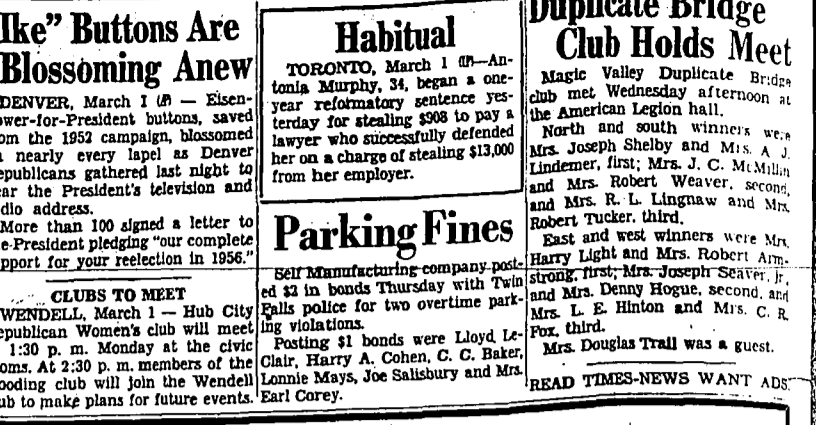 Ike" Buttons Are
Blossoming Anew
DENVER, March 1 (AP) — Eisen-
ower-for-President buttons, saved
om the 1952 campaign, blossomed
nearly every lapel as Denver
epublicans gathered last night to
ear the President's television and
dio address.
More than 100 signed a letter to
e-President pledging "our complete
pport for your reelection in 1956."
CLUBS TO MEET
WENDELL, March 1 — Hub City
epublican Women's club will meet
1:30 p. m. Monday at the civic
oms. At 2:30 p. m. members of the
ooding club will join the Wendell
ub to make plans for future events.
Habitual
TORONTO, March 1 (AP)—An-
tonia Murphy, 34, began a one-
year reformatory sentence yes-
terday for stealing $908 to pay a
lawyer who successfully defended
her on a charge of stealing $13,000
from her employer.
Parking Fines
Self Manufacturing company post-
ed $2 in bonds Thursday with Twin
Falls police for two overtime park-
ing violations.
Posting $1 bonds were Lloyd Le-
Clair, Harry A. Cohen, C. C. Baker,
Lonnie Mays, Joe Salisbury and Mrs.
Earl Corey.
Duplicate Bridge
Club Holds Meet
Magic Valley Duplicate Bridge
club met Wednesday afternoon at
the American Legion hall.
North and south winners were
Mrs. Joseph Shelby and Mrs. A J.
Lindemer, first; Mrs. J. C. McMillin
and Mrs. Robert Weaver, second,
and Mrs. R. L. Lingnaw and Mrs.
Robert Tucker, third.
East and west winners were Mrs.
Harry Light and Mrs. Robert Arm-
strong, first; Mrs. Joseph Seaver, jr.,
and Mrs. Denny Hogue, second, and
Mrs. L. E. Hinton and Mrs. C. R.
Fox, third.
Mrs. Douglas Trail was a guest.
READ TIMES-NEWS WANT ADS.